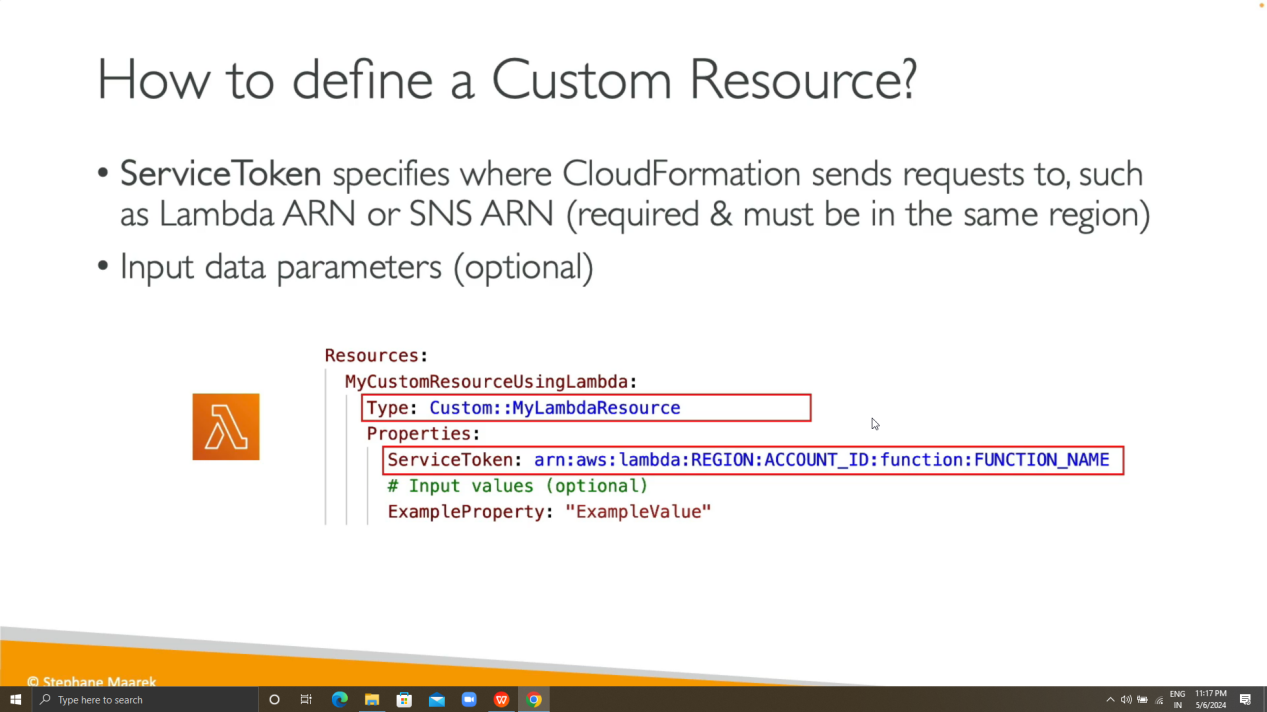 How to define a Custom Resource?
• ServiceToken specifies where CloudFormation sends requests to, such
as Lambda ARN or SNS ARN (required & must be in the same region)
• Input data parameters (optional)
Resources:
MyCustomResourceUsingLambda:
Type: Custom::MyLambdaResource
Properties:
ServiceToken: arn:aws:lambda:REGION:ACCOUNT_ID:function:FUNCTION_NAME
# Input values (optional)
ExampleProperty: "ExampleValue"
© Stephane Maarek
Type here to search
W
ENG
IN
11:17 PM
5/6/2024